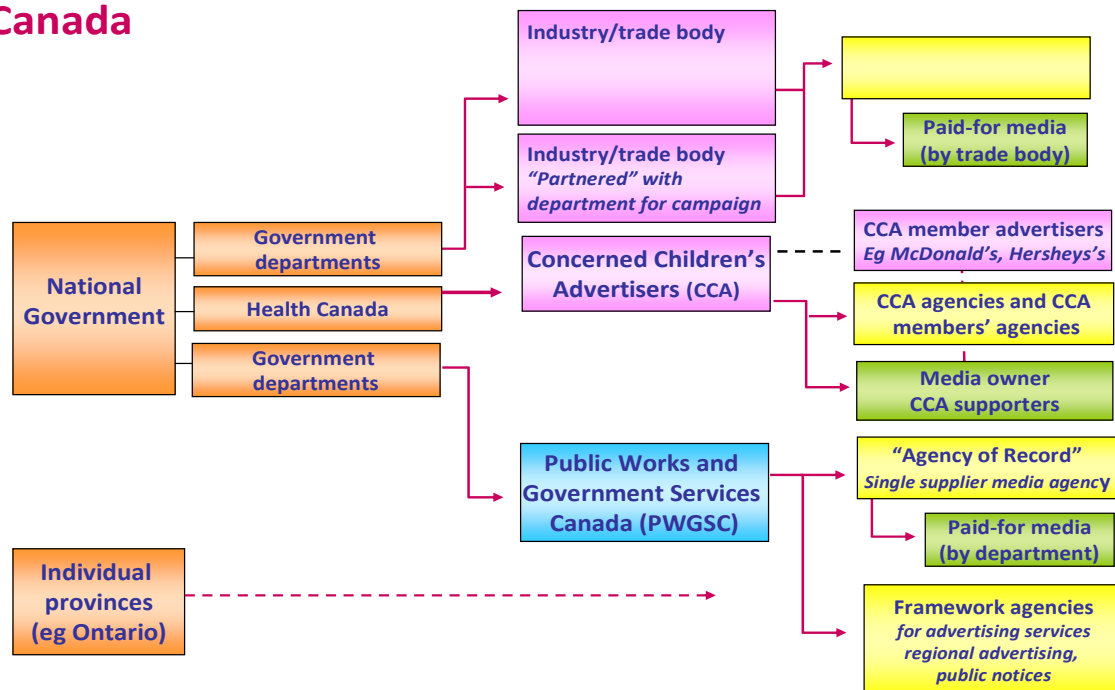 Canada
Industry/trade body
Industry/trade body
“Partnered” with
department for campaign
Paid-for media
(by trade body)
National
Government
Government
departments
Health Canada
Government
departments
Concerned Children’s
Advertisers (CCA)
CCA member advertisers
Eg McDonald’s, Hersheys’s
CCA agencies and CCA
members’ agencies
Media owner
CCA supporters
Public Works and
Government Services
Canada (PWGSC)
“Agency of Record”
Single supplier media agency
Paid-for media
(by department)
Individual
provinces
(eg Ontario)
Framework agencies
for advertising services
regional advertising,
public notices